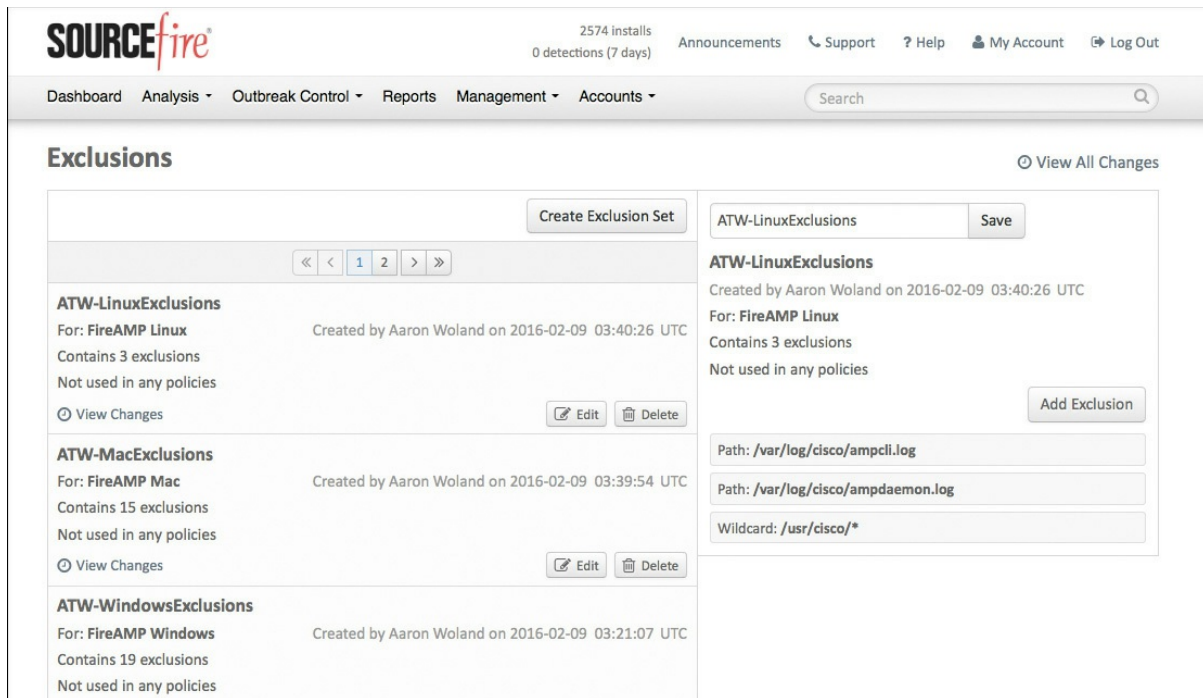 SOURCEfire®
2574 installs
0 detections (7 days)
Announcements
Support
? Help
My Account
Log Out
Dashboard
Analysis
Outbreak Control
Reports
Management
Accounts
Search
Exclusions
View All Changes
Create Exclusion Set
« < 1 2 > »
ATW-LinuxExclusions
For: FireAMP Linux
Created by Aaron Woland on 2016-02-09 03:40:26 UTC
Contains 3 exclusions
Not used in any policies
View Changes
Edit
Delete
ATW-MacExclusions
For: FireAMP Mac
Created by Aaron Woland on 2016-02-09 03:39:54 UTC
Contains 15 exclusions
Not used in any policies
View Changes
Edit
Delete
ATW-WindowsExclusions
For: FireAMP Windows
Created by Aaron Woland on 2016-02-09 03:21:07 UTC
Contains 19 exclusions
Not used in any policies
ATW-LinuxExclusions
Save
ATW-LinuxExclusions
Created by Aaron Woland on 2016-02-09 03:40:26 UTC
For: FireAMP Linux
Contains 3 exclusions
Not used in any policies
Add Exclusion
Path: /var/log/cisco/ampcli.log
Path: /var/log/cisco/ampdaemon.log
Wildcard: /usr/cisco/*